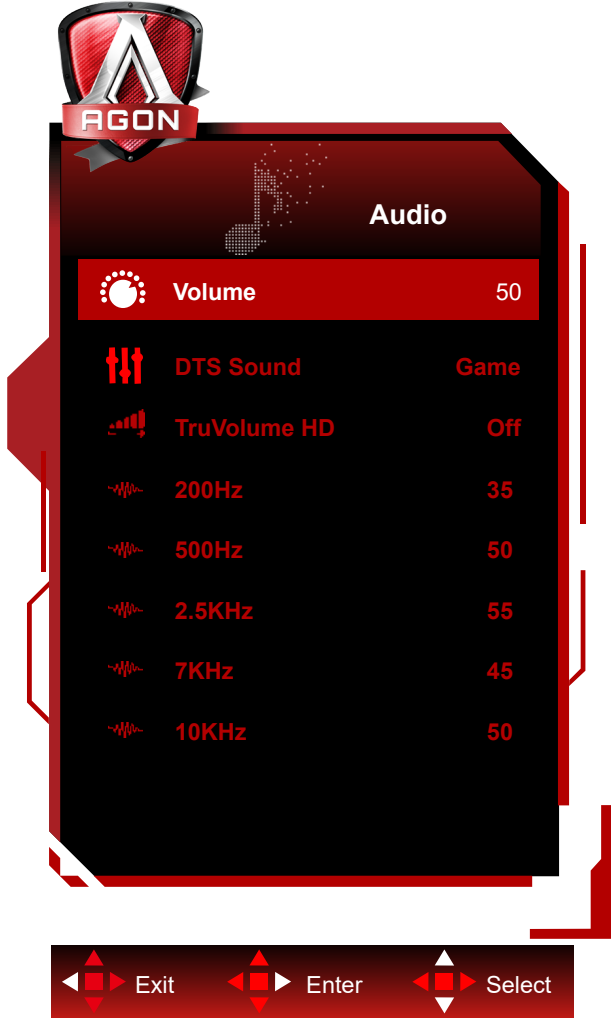 AGON
Audio
Volume 50
DTS Sound Game
TruVolume HD Off
200Hz 35
500Hz 50
2.5KHz 55
7KHz 45
10KHz 50
Exit Enter Select